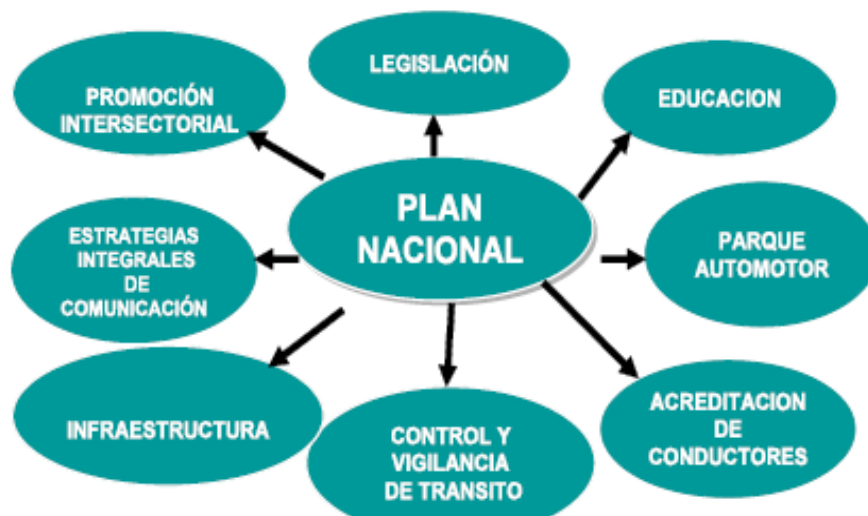 LEGISLACIÓN
PROMOCIÓN
INTERSECTORIAL
EDUCACION
PLAN
NACIONAL
ESTRATEGIAS
INTEGRALES
DE
COMUNICACIÓN
PARQUE
AUTOMOTOR
INFRAESTRUCTURA
CONTROL Y
VIGILANCIA
DE TRANSITO
ACREDITACION
DE
CONDUCTORES